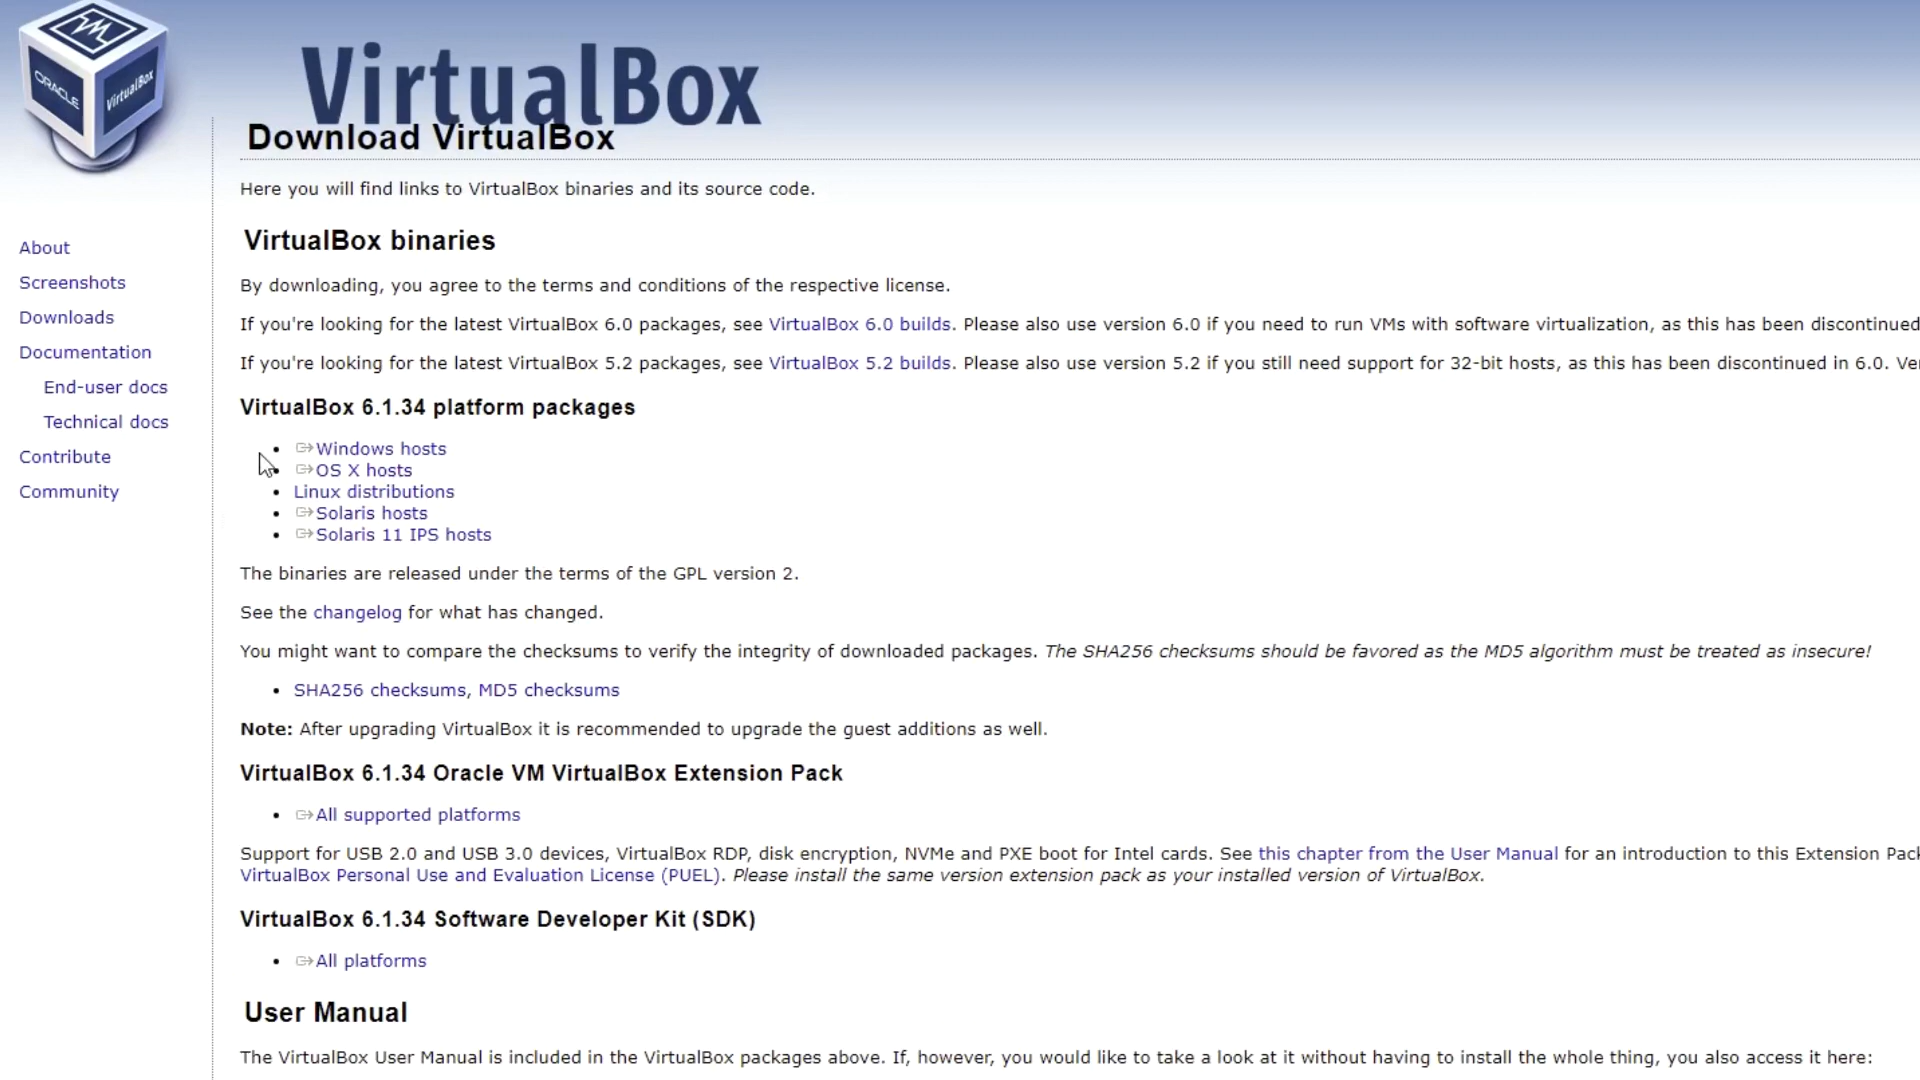 ORACLE
VirtualBox
VirtualBox
Download VirtualBox
Here you will find links to VirtualBox binaries and its source code.
About
Screenshots
Downloads
Documentation
End-user docs
Technical docs
Contribute
Community
VirtualBox binaries
By downloading, you agree to the terms and conditions of the respective license.
If you're looking for the latest VirtualBox 6.0 packages, see VirtualBox 6.0 builds. Please also use version 6.0 if you need to run VMs with software virtualization, as this has been discontinued
If you're looking for the latest VirtualBox 5.2 packages, see VirtualBox 5.2 builds. Please also use version 5.2 if you still need support for 32-bit hosts, as this has been discontinued in 6.0.
VirtualBox 6.1.34 platform packages
• Windows hosts
• OS X hosts
• Linux distributions
• Solaris hosts
• Solaris 11 IPS hosts
The binaries are released under the terms of the GPL version 2.
See the changelog for what has changed.
You might want to compare the checksums to verify the integrity of downloaded packages. The SHA256 checksums should be favored as the MD5 algorithm must be treated as insecure!
• SHA256 checksums, MD5 checksums
Note: After upgrading VirtualBox it is recommended to upgrade the guest additions as well.
VirtualBox 6.1.34 Oracle VM VirtualBox Extension Pack
• All supported platforms
Support for USB 2.0 and USB 3.0 devices, VirtualBox RDP, disk encryption, NVMe and PXE boot for Intel cards. See this chapter from the User Manual for an introduction to this Extension Pack
VirtualBox Personal Use and Evaluation License (PUEL). Please install the same version extension pack as your installed version of VirtualBox.
VirtualBox 6.1.34 Software Developer Kit (SDK)
• All platforms
User Manual
The VirtualBox User Manual is included in the VirtualBox packages above. If, however, you would like to take a look at it without having to install the whole thing, you also access it here: